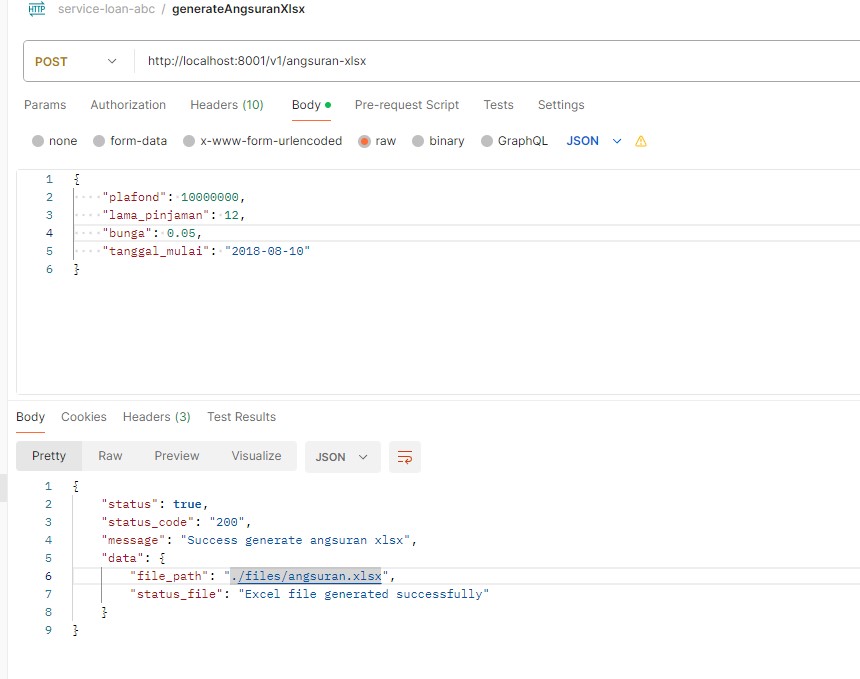 HTTP service-loan-abc / generateAngsuranXlsx
POST http://localhost:8001/v1/angsuran-xlsx
Params Authorization Headers (10) Body Pre-request Script Tests Settings
none form-data x-www-form-urlencoded raw binary GraphQL JSON
1 {
2 "plafond": 10000000,
3 "lama_pinjaman": 12,
4 "bunga": 0.05,
5 "tanggal_mulai": "2018-08-10"
6 }
Body Cookies Headers (3) Test Results
Pretty Raw Preview Visualize JSON
1 {
2 "status": true,
3 "status_code": "200",
4 "message": "Success generate angsuran xlsx",
5 "data": {
6 "file_path": "./files/angsuran.xlsx",
7 "status_file": "Excel file generated successfully"
8 }
9 }